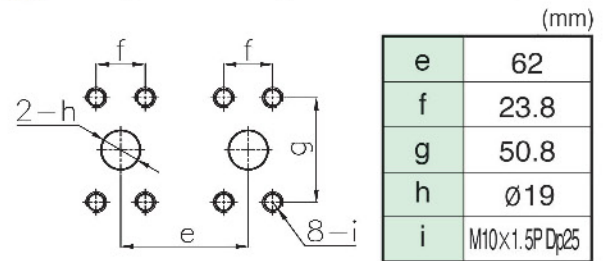 (mm)
f f
2-h
g
e
8-i
e 62
f 23.8
g 50.8
h Ø19
i M10×1.5P Dp25